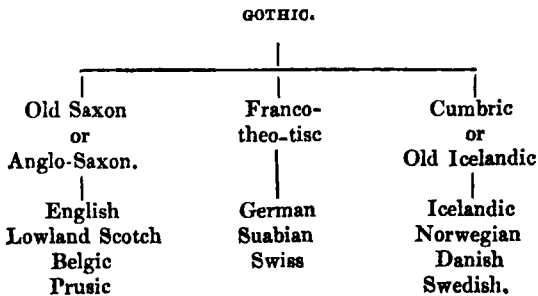 GOTHIC.
Old Saxon
or
Anglo-Saxon.
English
Lowland Scotch
Belgic
Prusic
Franco-
theo-tisc
German
Suabian
Swiss
Cumbric
or
Old Icelandic
Icelandic
Norwegian
Danish
Swedish.